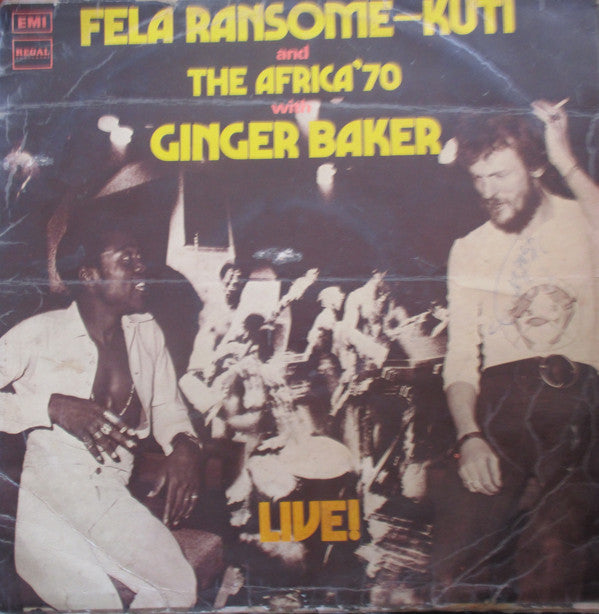 EMI
REGAL
FELA RANSOME-KUTI
and
THE AFRICA'70
with
GINGER BAKER
LIVE!